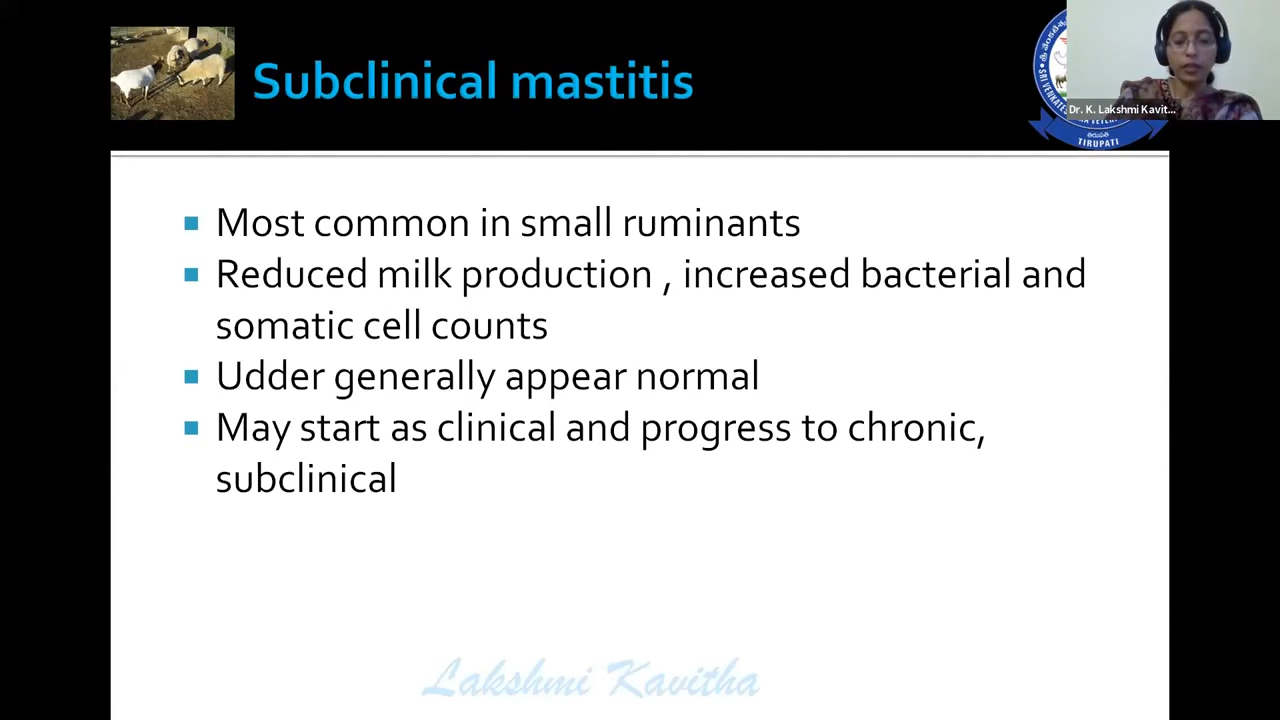 Subclinical mastitis
Dr. K. Lakshmi Kavit...
తిరుపతి
TIRUPATI
Most common in small ruminants
Reduced milk production , increased bacterial and
somatic cell counts
Udder generally appear normal
May start as clinical and progress to chronic,
subclinical
Lakshmi Kavitha